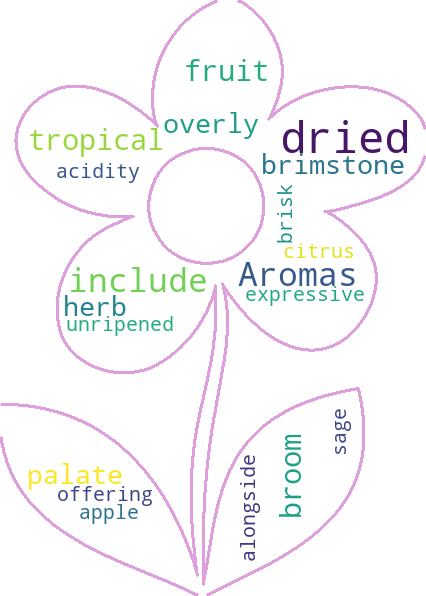 fruit
overly
tropical
dried
acidity
brimstone
brisk
citrus
include
Aromas
herb
expressive
unripened
palate
offering
apple
alongside
broom
sage